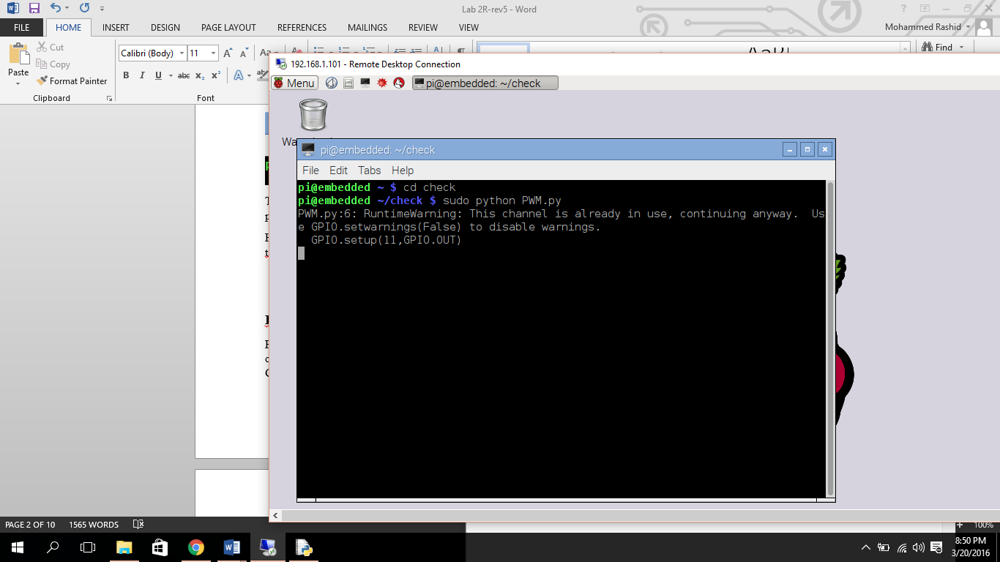 Lab 2R-rev5 - Word
FILE HOME INSERT DESIGN PAGE LAYOUT REFERENCES MAILINGS REVIEW VIEW Mohammed Rashid
Paste
Cut
Copy
Format Painter
Clipboard
Calibri (Body) 11
B I U abc x₂ x²
Font
Find
192.168.1.101 - Remote Desktop Connection
Menu pi@embedded: ~/check
pi@embedded: ~/check
File Edit Tabs Help
pi@embedded ~ $ cd check
pi@embedded ~/check $ sudo python PWM.py
PWM.py:6: RuntimeWarning: This channel is already in use, continuing anyway.  Us
e GPIO.setwarnings(False) to disable warnings.
  GPIO.setup(11,GPIO.OUT)
PAGE 2 OF 10 1565 WORDS 100%
8:50 PM
3/20/2016